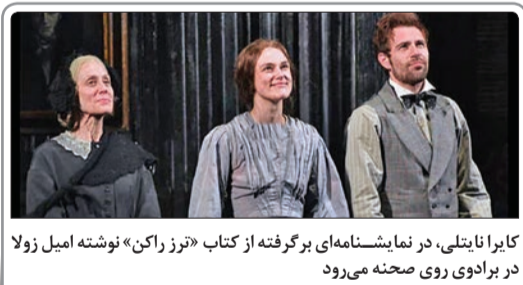 کایرا نایتلی، در نمایشنامه‌ای برگرفته از کتاب «ترز راکن» نوشته امیل زولا
در برادوی روی صحنه می‌رود